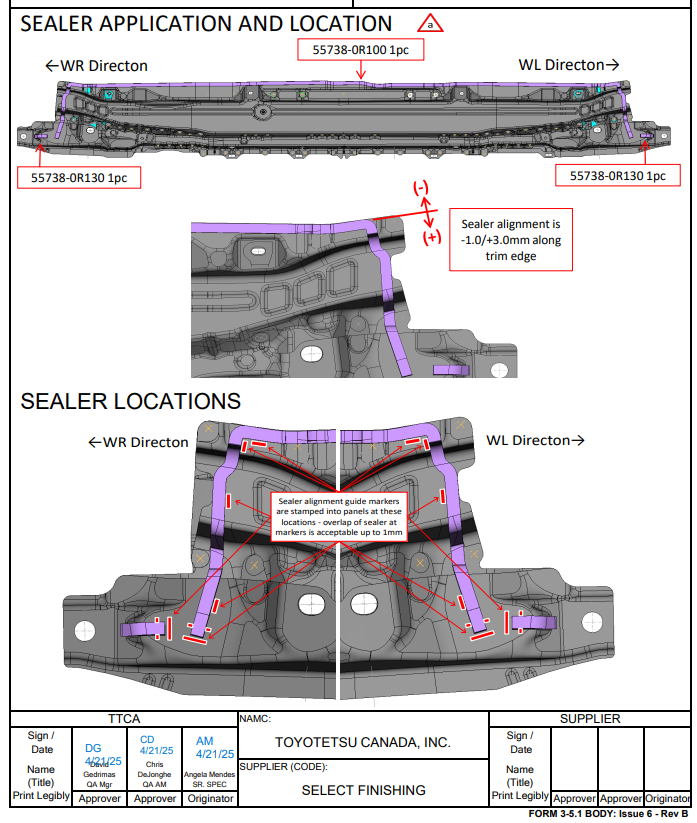 SEALER APPLICATION AND LOCATION
a
55738-0R100 1pc
←WR Directon
WL Directon→
55738-0R130 1pc
55738-0R130 1pc
(-)
(+)
Sealer alignment is
-1.0/+3.0mm along
trim edge
SEALER LOCATIONS
←WR Directon
WL Directon→
Sealer alignment guide markers
are stamped into panels at these
locations - overlap of sealer at
markers is acceptable up to 1mm
TTCA
NAMC:
SUPPLIER
Sign /
Date
DG
4/21/25
CD
4/21/25
AM
4/21/25
TOYOTETSU CANADA, INC.
Sign /
Date
Name
(Title)
Print Legibly
David
Gedrimas
QA Mgr
Chris
DeJonghe
QA AM
Angela Mendes
SR. SPEC
SUPPLIER (CODE):
SELECT FINISHING
Name
(Title)
Print Legibly
Approver
Approver
Originator
Approver
Approver
Originator
FORM 3-5.1 BODY: Issue 6 - Rev B